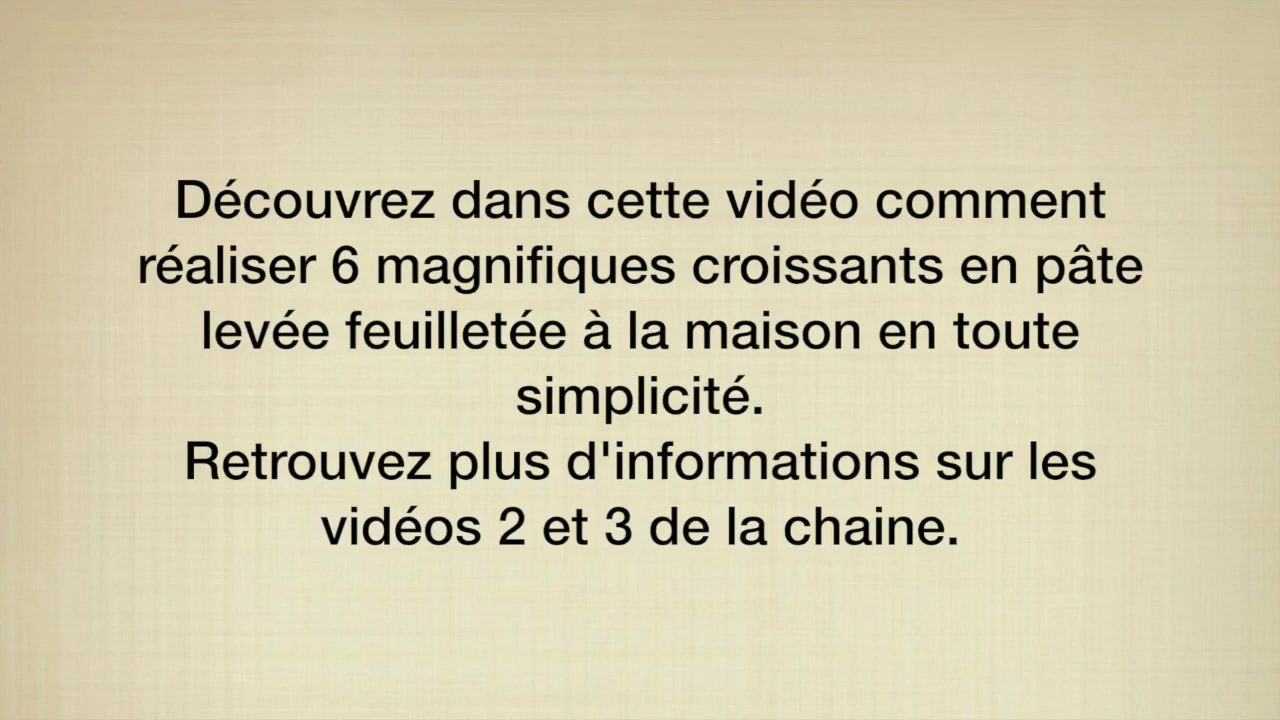 Découvrez dans cette vidéo comment
réaliser 6 magnifiques croissants en pâte
levée feuilletée à la maison en toute
simplicité.
Retrouvez plus d'informations sur les
vidéos 2 et 3 de la chaine.